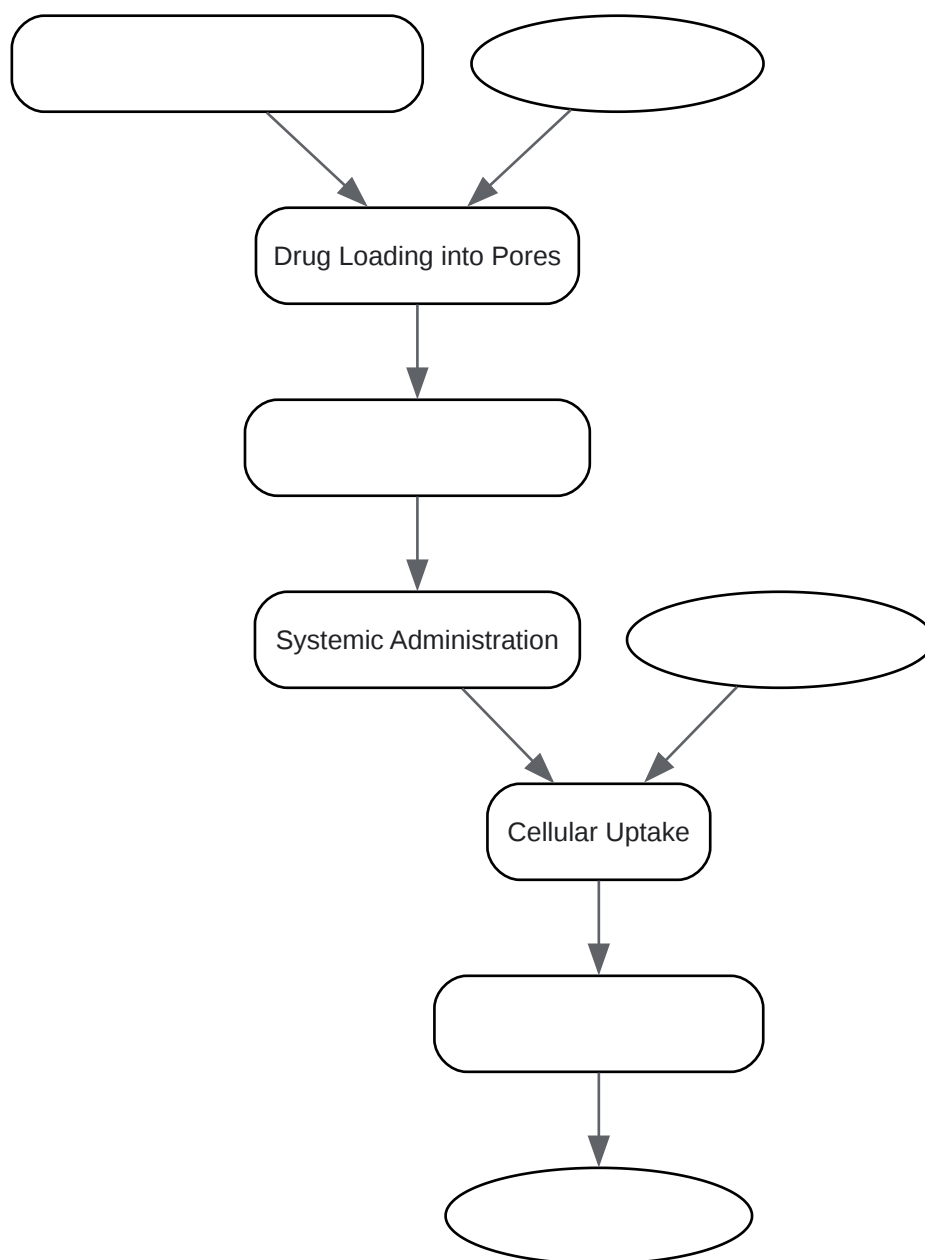 Drug Loading into Pores
Systemic Administration
Cellular Uptake